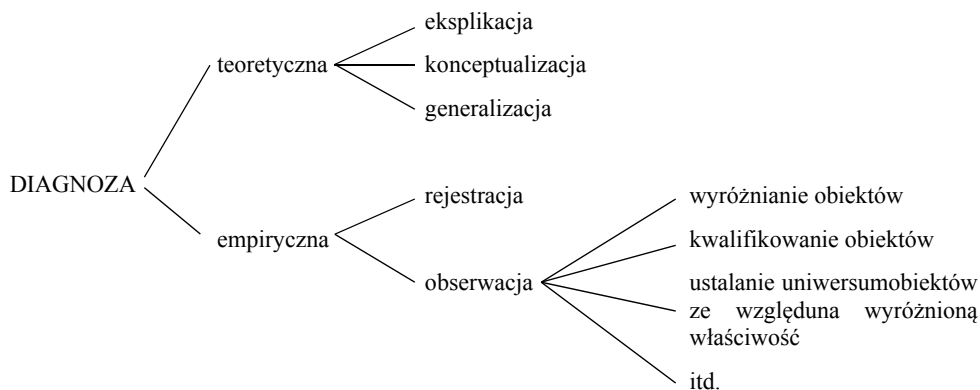 eksplikacja
teoretyczna
konceptualizacja
generalizacja
DIAGNOZA
rejestracja
wyróżnianie obiektów
empiryczna
kwalifikowanie obiektów
obserwacja
ustalanie uniwersumobiektów
ze względuna wyróżnioną
właściwość
itd.